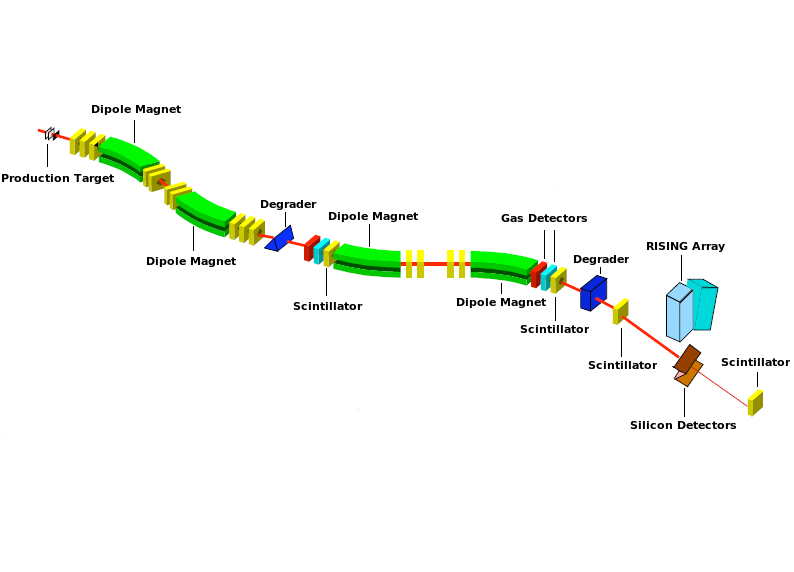 Dipole Magnet
Production Target
Degrader
Dipole Magnet
Gas Detectors
Dipole Magnet
RISING Array
Degrader
Scintillator
Dipole Magnet
Scintillator
Scintillator
Scintillator
Silicon Detectors